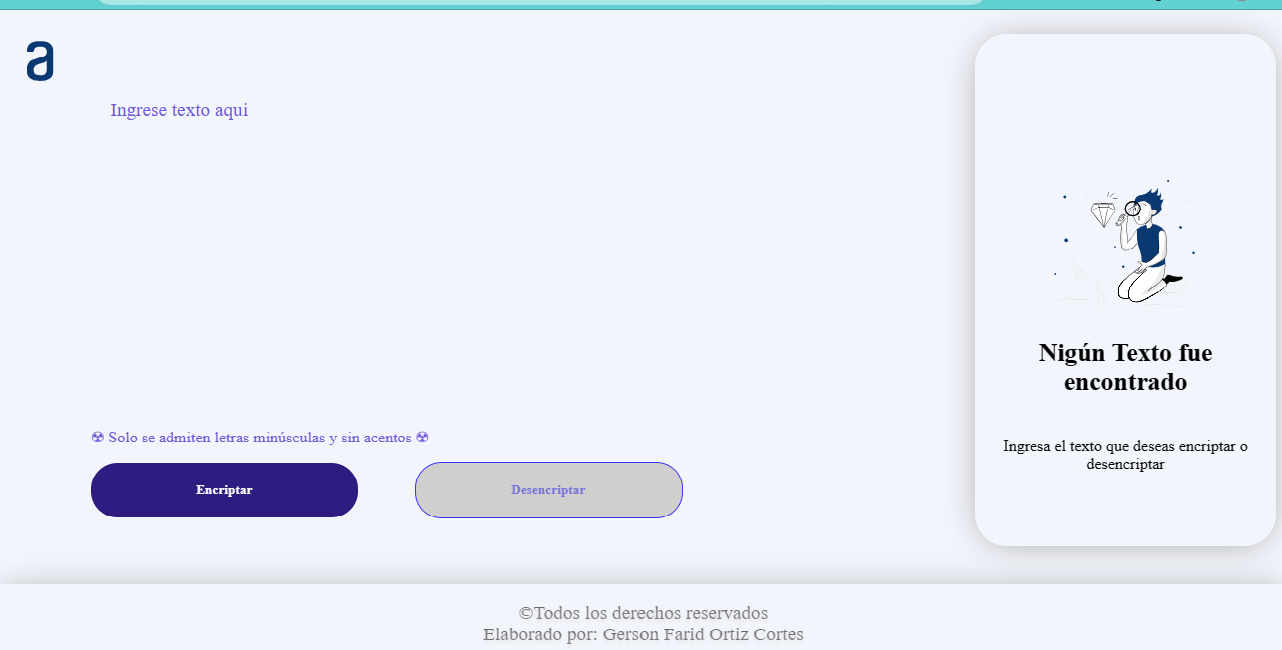 a
Ingrese texto aqui
☢ Solo se admiten letras minúsculas y sin acentos ☢
Encriptar
Desencriptar
Nigún Texto fue
encontrado
Ingresa el texto que deseas encriptar o
desencriptar
©Todos los derechos reservados
Elaborado por: Gerson Farid Ortiz Cortes